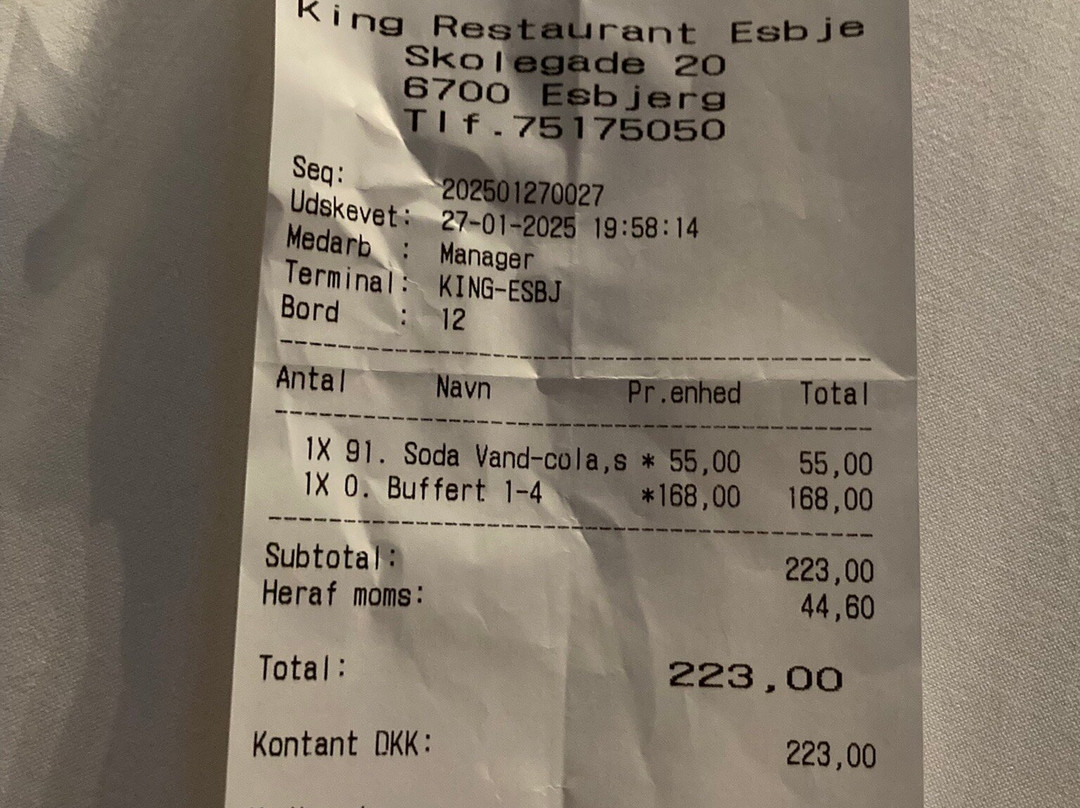 King Restaurant Esbje
Skolegade 20
6700 Esbjerg
Tlf.75175050
Seq: 202501270027
Udskevet: 27-01-2025 19:58:14
Medarb : Manager
Terminal: KING-ESBJ
Bord : 12
Antal Navn Pr.enhed Total
1X 91. Soda Vand-cola,s * 55,00 55,00
1X 0. Buffert 1-4 *168,00 168,00
Subtotal: 223,00
Heraf moms: 44,60
Total: 223,00
Kontant DKK: 223,00